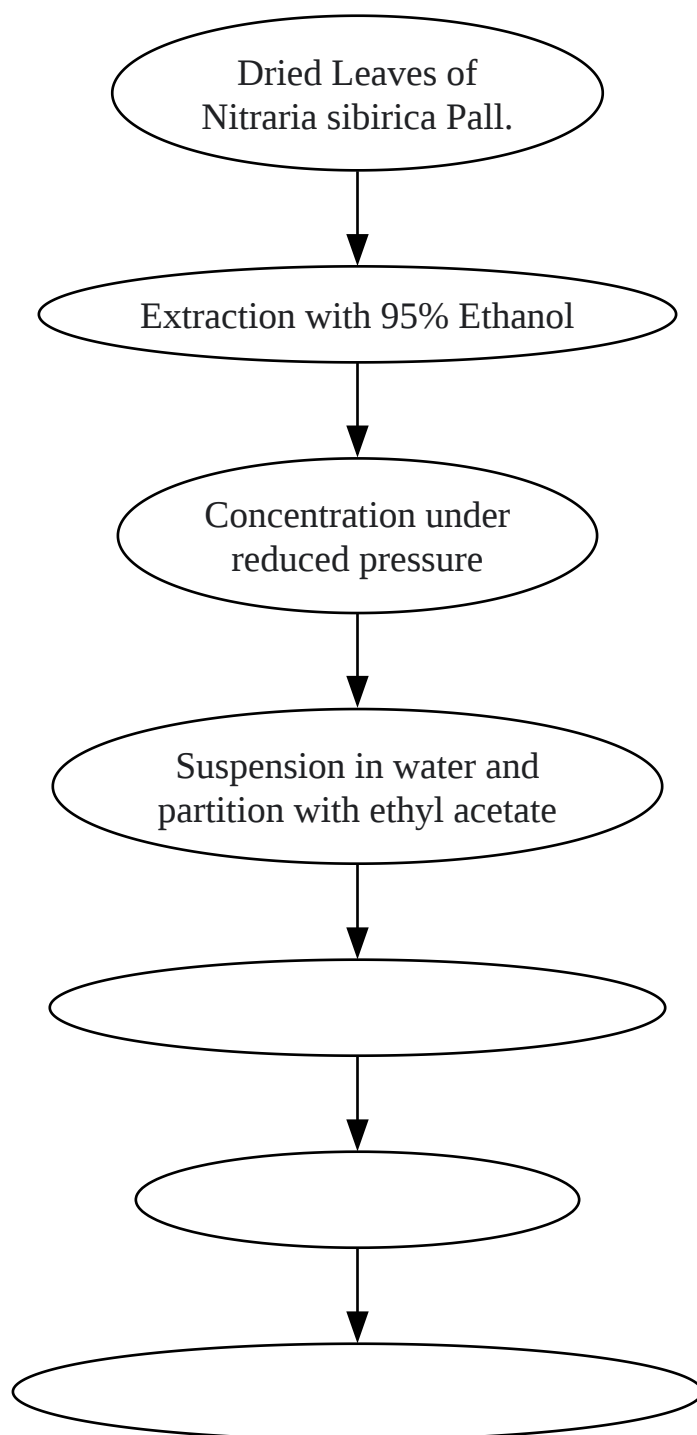 Dried Leaves of
Nitraria sibirica Pall.
Extraction with 95% Ethanol
Concentration under
reduced pressure
Suspension in water and
partition with ethyl acetate